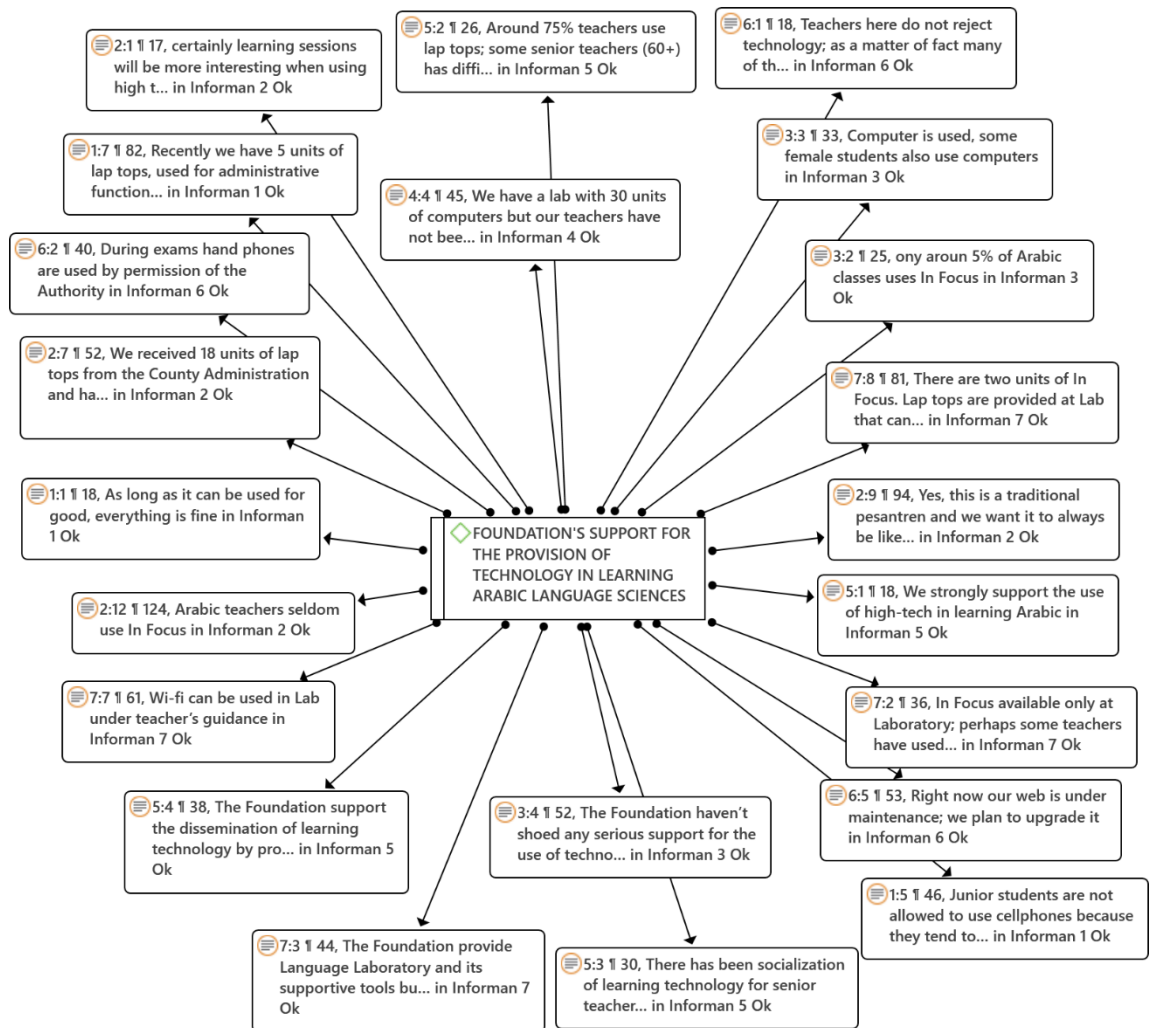 2:1 ¶ 17, certainly learning sessions
will be more interesting when using
high t... in Informan 2 Ok
5:2 ¶ 26, Around 75% teachers use
lap tops; some senior teachers (60+)
has diffi... in Informan 5 Ok
6:1 ¶ 18, Teachers here do not reject
technology; as a matter of fact many
of th... in Informan 6 Ok
1:7 ¶ 82, Recently we have 5 units of
lap tops, used for administrative
function... in Informan 1 Ok
4:4 ¶ 45, We have a lab with 30 units
of computers but our teachers have
not bee... in Informan 4 Ok
3:3 ¶ 33, Computer is used, some
female students also use computers
in Informan 3 Ok
6:2 ¶ 40, During exams hand phones
are used by permission of the
Authority in Informan 6 Ok
3:2 ¶ 25, ony aroun 5% of Arabic
classes uses In Focus in Informan 3
Ok
2:7 ¶ 52, We received 18 units of lap
tops from the County Administration
and ha... in Informan 2 Ok
7:8 ¶ 81, There are two units of In
Focus. Lap tops are provided at Lab
that can... in Informan 7 Ok
1:1 ¶ 18, As long as it can be used for
good, everything is fine in Informan
1 Ok
FOUNDATION'S SUPPORT FOR
THE PROVISION OF
TECHNOLOGY IN LEARNING
ARABIC LANGUAGE SCIENCES
2:9 ¶ 94, Yes, this is a traditional
pesantren and we want it to always
be like... in Informan 2 Ok
2:12 ¶ 124, Arabic teachers seldom
use In Focus in Informan 2 Ok
5:1 ¶ 18, We strongly support the use
of high-tech in learning Arabic in
Informan 5 Ok
7:7 ¶ 61, Wi-fi can be used in Lab
under teacher's guidance in
Informan 7 Ok
7:2 ¶ 36, In Focus available only at
Laboratory; perhaps some teachers
have used... in Informan 7 Ok
5:4 ¶ 38, The Foundation support
the dissemination of learning
technology by pro... in Informan 5
Ok
3:4 ¶ 52, The Foundation haven't
shoed any serious support for the
use of techno... in Informan 3 Ok
6:5 ¶ 53, Right now our web is under
maintenance; we plan to upgrade it
in Informan 6 Ok
1:5 ¶ 46, Junior students are not
allowed to use cellphones because
they tend to... in Informan 1 Ok
7:3 ¶ 44, The Foundation provide
Language Laboratory and its
supportive tools bu... in Informan 7
Ok
5:3 ¶ 30, There has been socialization
of learning technology for senior
teacher... in Informan 5 Ok